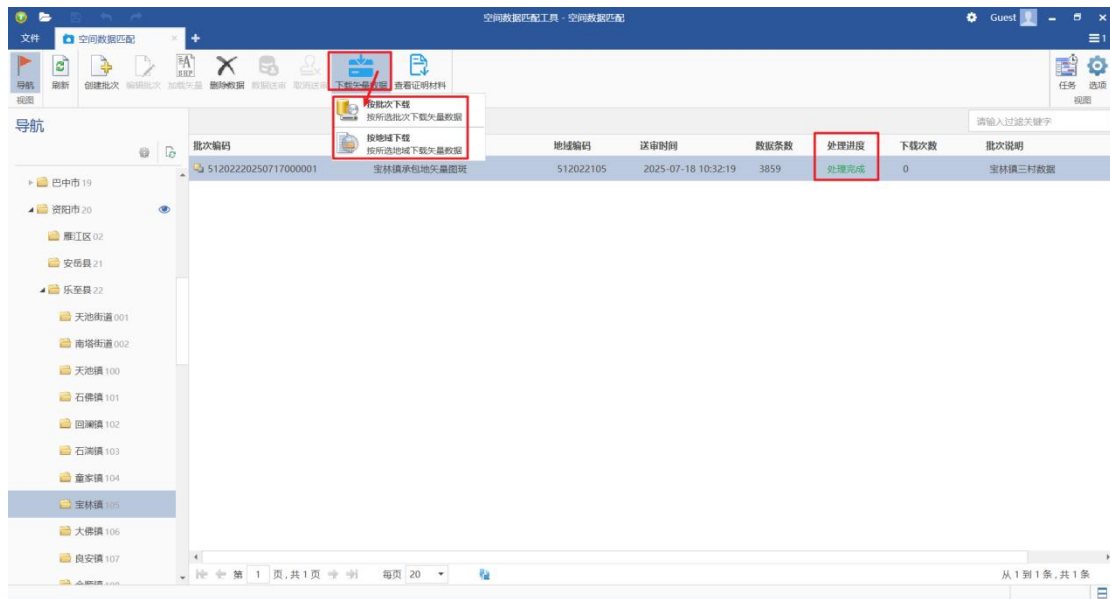 空间数据匹配工具 - 空间数据匹配
Guest
文件
空间数据匹配
1
导航
刷新
创建批次
编辑批次
加载矢量
删除数据
数据送审
取消送审
下载矢量数据
查看证明材料
任务
选项
视图
视图
按批次下载
按所选批次下载矢量数据
按地域下载
按所选地域下载矢量数据
导航
请输入过滤关键字
批次编码
地域编码
送审时间
数据条数
处理进度
下载次数
批次说明
51202220250717000001
宝林镇承包地矢量图斑
512022105
2025-07-18 10:32:19
3859
处理完成
0
宝林镇三村数据
巴中市 19
资阳市 20
雁江区 02
安岳县 21
乐至县 22
天池街道 001
南塔街道 002
天池镇 100
石佛镇 101
回澜镇 102
石湍镇 103
童家镇 104
宝林镇 105
大佛镇 106
良安镇 107
第 1 页,共 1 页
每页 20
从 1 到 1 条,共 1 条